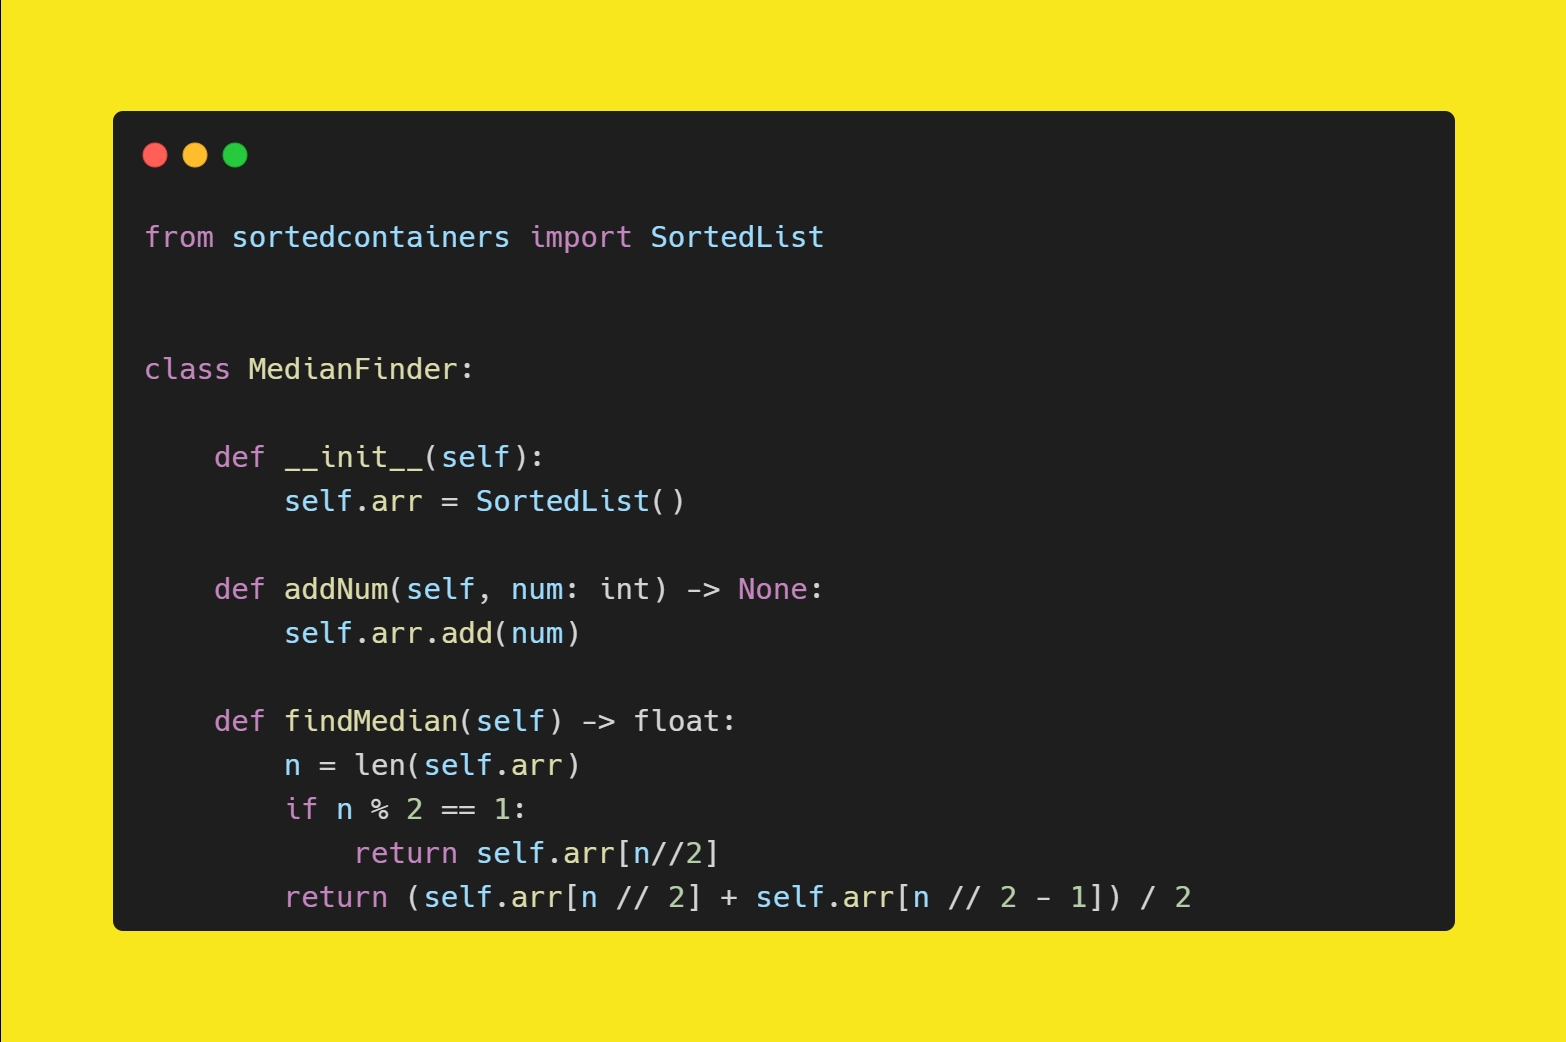 from sortedcontainers import SortedList
class MedianFinder:
    def __init__(self):
        self.arr = SortedList()
    def addNum(self, num: int) -> None:
        self.arr.add(num)
    def findMedian(self) -> float:
        n = len(self.arr)
        if n % 2 == 1:
            return self.arr[n//2]
        return (self.arr[n // 2] + self.arr[n // 2 - 1]) / 2